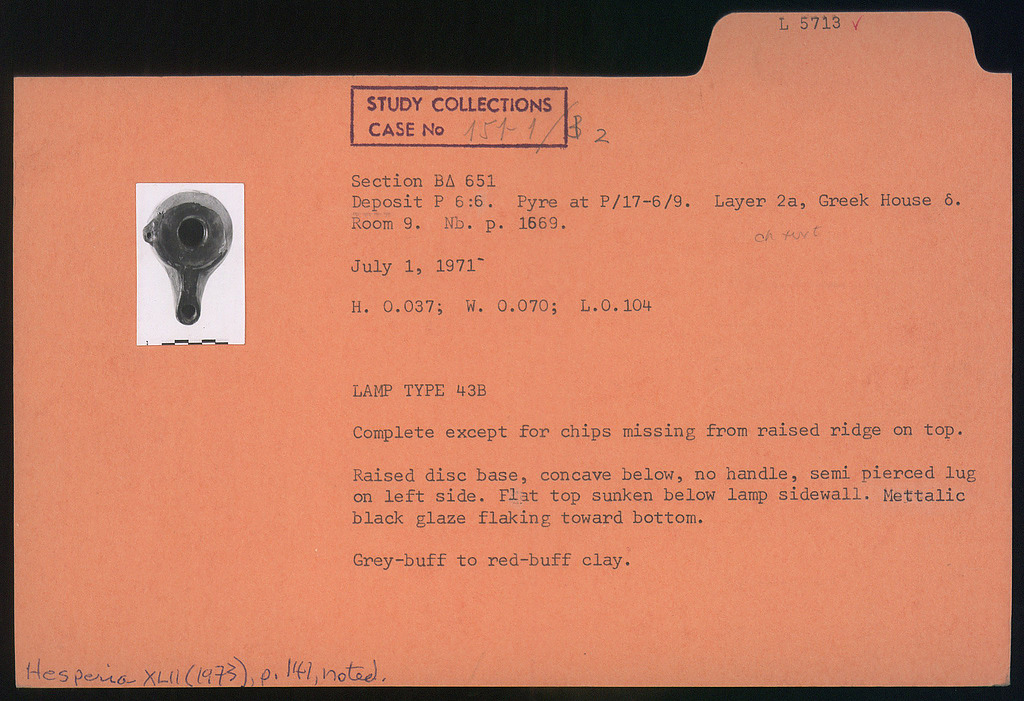 L 5713 ✓
STUDY COLLECTIONS
CASE No 151-1/B 2
Section BΔ 651
Deposit P 6:6. Pyre at P/17-6/9. Layer 2a, Greek House δ.
Room 9. Nb. p. 1669.
July 1, 1971
H. 0.037; W. 0.070; L.0.104
LAMP TYPE 43B
Complete except for chips missing from raised ridge on top.
Raised disc base, concave below, no handle, semi pierced lug
on left side. Flat top sunken below lamp sidewall. Mettalic
black glaze flaking toward bottom.
Grey-buff to red-buff clay.
Hesperia XLII (1973), p. 141, noted.